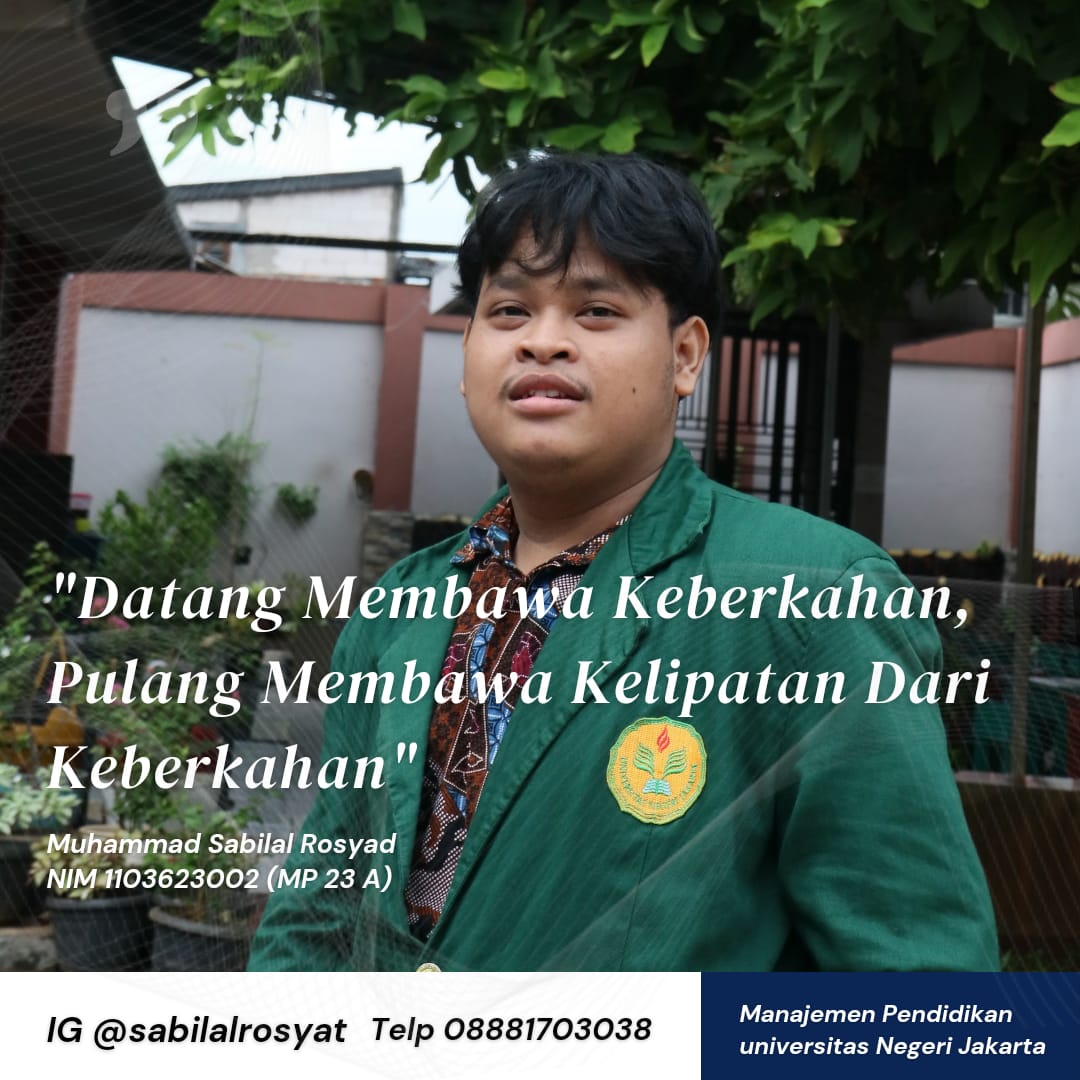 "Datang Membawa Keberkahan,
Pulang Membawa Kelipatan Dari
Keberkahan"
Muhammad Sabilal Rosyad
NIM 1103623002 (MP 23 A)
IG @sabilalrosyat Telp 08881703038
Manajemen Pendidikan
universitas Negeri Jakarta